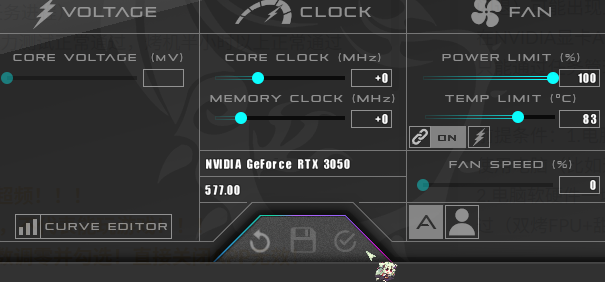 VOLTAGE
CLOCK
FAN
CORE VOLTAGE (MV)
CORE CLOCK (MHz)
+0
POWER LIMIT (%)
100
MEMORY CLOCK (MHz)
+0
TEMP LIMIT (°C)
83
ON
NVIDIA GeForce RTX 3050
577.00
FAN SPEED (%)
0
CURVE EDITOR
A